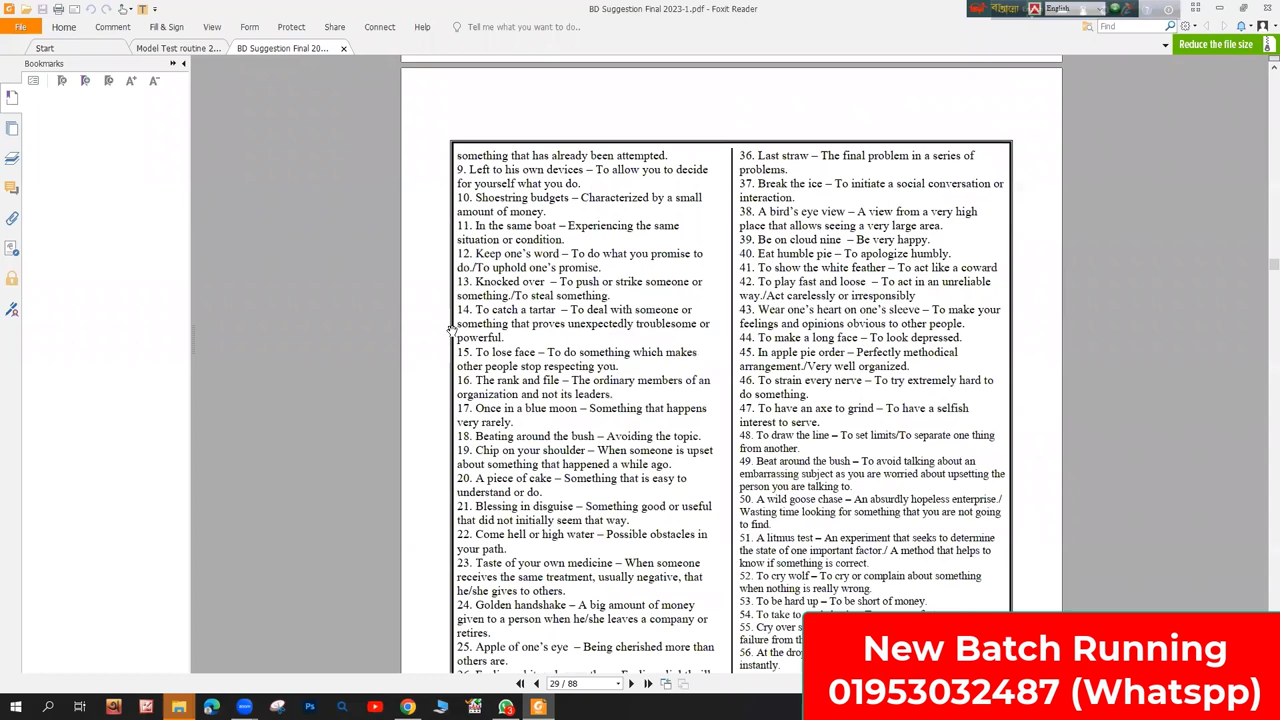 BD Suggestion Final 2023-1.pdf - Foxit Reader
English
File
Home
Comment
Fill & Sign
Form
Protect
Share
Connect
Help
Tell me what you want to do...
Find
Start
Model Test routine 2...
BD Suggestion Final 20...
Reduce the file size
Bookmarks
something that has already been attempted.
9. Left to his own devices – To allow you to decide
for yourself what you do.
10. Shoestring budgets – Characterized by a small
amount of money.
11. In the same boat – Experiencing the same
situation or condition.
12. Keep one's word – To do what you promise to
do./To uphold one's promise.
13. Knocked over – To push or strike someone or
something./To steal something.
14. To catch a tartar – To deal with someone or
something that proves unexpectedly troublesome or
powerful.
15. To lose face – To do something which makes
other people stop respecting you.
16. The rank and file – The ordinary members of an
organization and not its leaders.
17. Once in a blue moon – Something that happens
very rarely.
18. Beating around the bush – Avoiding the topic.
19. Chip on your shoulder – When someone is upset
about something that happened a while ago.
20. A piece of cake – Something that is easy to
understand or do.
21. Blessing in disguise – Something good or useful
that did not initially seem that way.
22. Come hell or high water – Possible obstacles in
your path.
23. Taste of your own medicine – When someone
receives the same treatment, usually negative, that
he/she gives to others.
24. Golden handshake – A big amount of money
given to a person when he/she leaves a company or
retires.
25. Apple of one's eye – Being cherished more than
others are.
36. Last straw – The final problem in a series of
problems.
37. Break the ice – To initiate a social conversation or
interaction.
38. A bird's eye view – A view from a very high
place that allows seeing a very large area.
39. Be on cloud nine – Be very happy.
40. Eat humble pie – To apologize humbly.
41. To show the white feather – To act like a coward
42. To play fast and loose – To act in an unreliable
way./Act carelessly or irresponsibly
43. Wear one's heart on one's sleeve – To make your
feelings and opinions obvious to other people.
44. To make a long face – To look depressed.
45. In apple pie order – Perfectly methodical
arrangement./Very well organized.
46. To strain every nerve – To try extremely hard to
do something.
47. To have an axe to grind – To have a selfish
interest to serve.
48. To draw the line – To set limits/To separate one thing
from another.
49. Beat around the bush – To avoid talking about an
embarrassing subject as you are worried about upsetting the
person you are talking to.
50. A wild goose chase – An absurdly hopeless enterprise./
Wasting time looking for something that you are not going
to find.
51. A litmus test – An experiment that seeks to determine
the state of one important factor./ A method that helps to
know if something is correct.
52. To cry wolf – To cry or complain about something
when nothing is really wrong.
53. To be hard up – To be short of money.
54. To take to
55. Cry over
failure from
56. At the
instantly.
29 / 88
New Batch Running
01953032487 (Whatspp)